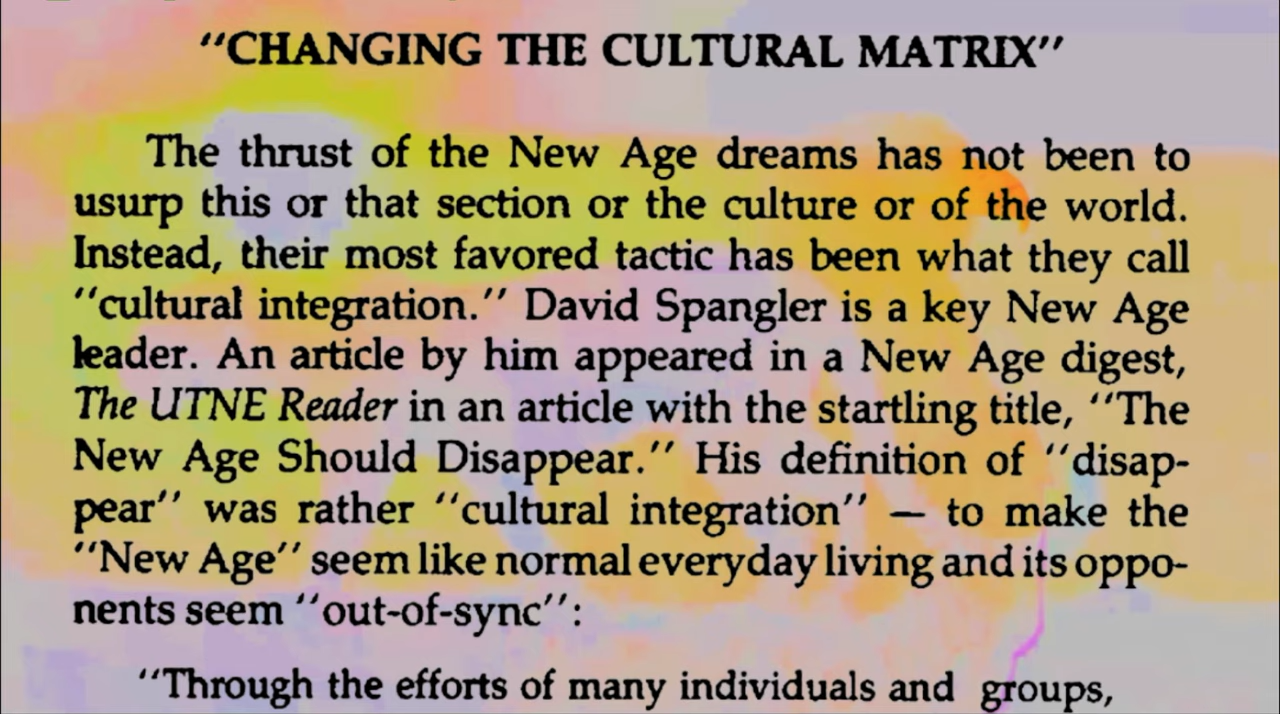 ''CHANGING THE CULTURAL MATRIX''
The thrust of the New Age dreams has not been to
usurp this or that section or the culture or of the world.
Instead, their most favored tactic has been what they call
''cultural integration.'' David Spangler is a key New Age
leader. An article by him appeared in a New Age digest,
The UTNE Reader in an article with the startling title, ''The
New Age Should Disappear.'' His definition of ''disap-
pear'' was rather ''cultural integration'' — to make the
''New Age'' seem like normal everyday living and its oppo-
nents seem ''out-of-sync'':
''Through the efforts of many individuals and groups,